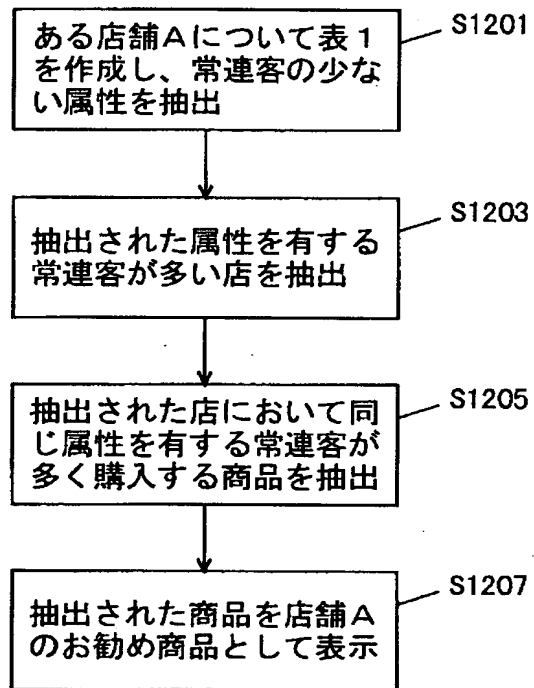 ある店舗Aについて表1
を作成し、常連客の少な
い属性を抽出
S1201
抽出された属性を有する
常連客が多い店を抽出
S1203
抽出された店において同
じ属性を有する常連客が
多く購入する商品を抽出
S1205
抽出された商品を店舗A
のお勧め商品として表示
S1207